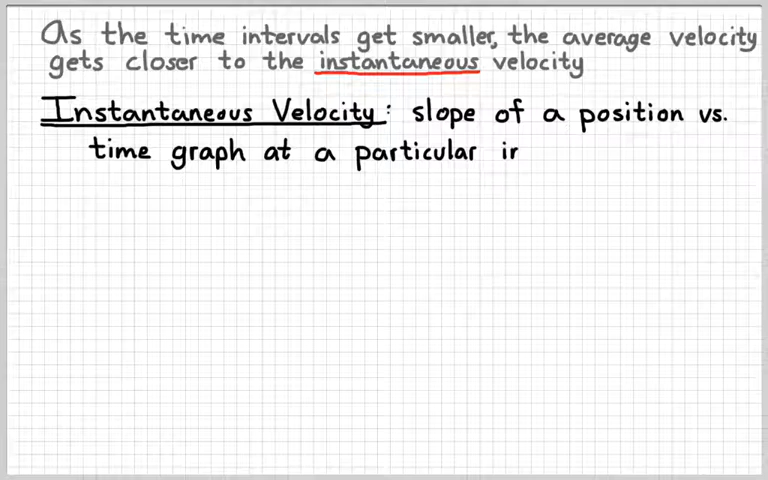 As the time intervals get smaller, the average velocity
gets closer to the instantaneous velocity
Instantaneous Velocity: slope of a position vs.
time graph at a particular in